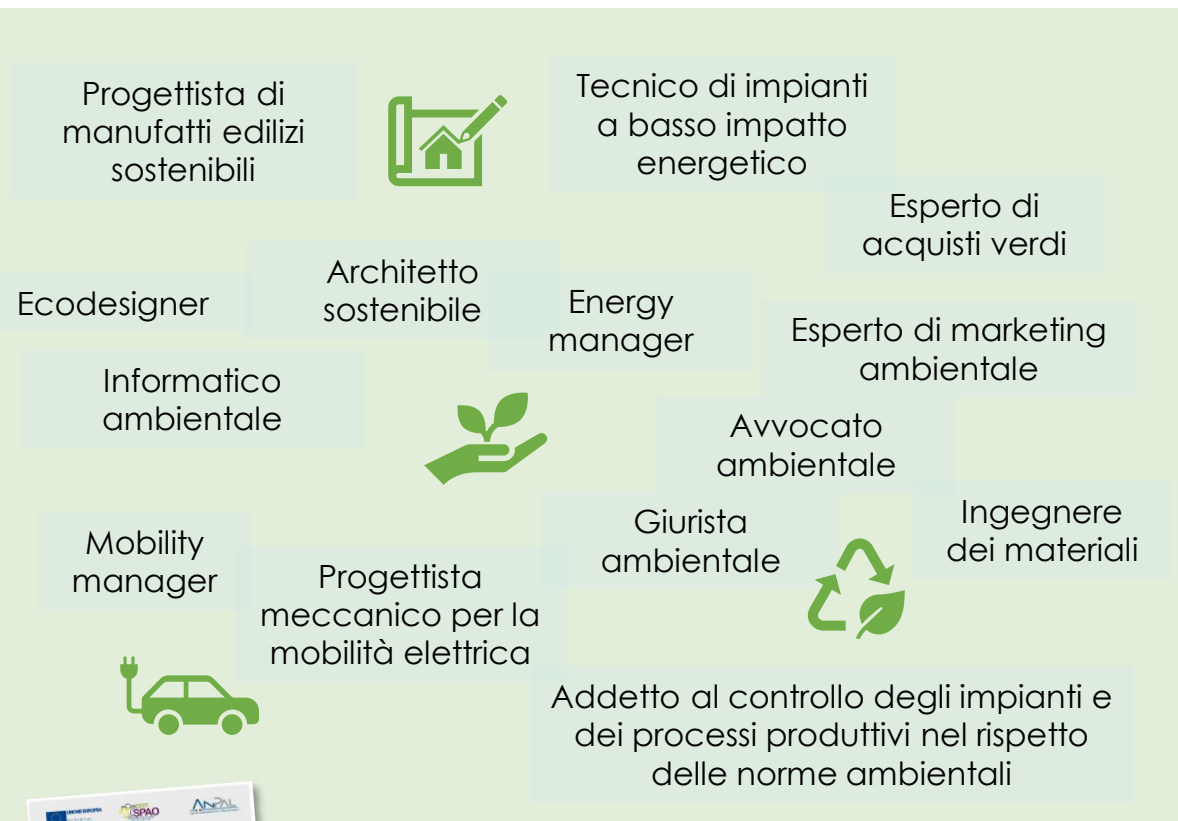 Progettista di
manufatti edilizi
sostenibili
Tecnico di impianti
a basso impatto
energetico
Esperto di
acquisti verdi
Ecodesigner
Architetto
sostenibile
Energy
manager
Esperto di marketing
ambientale
Informatico
ambientale
Avvocato
ambientale
Mobility
manager
Progettista
meccanico per la
mobilità elettrica
Giurista
ambientale
Ingegnere
dei materiali
Addetto al controllo degli impianti e
dei processi produttivi nel rispetto
delle norme ambientali
UNIONE EUROPEA
SPAO
ANPAL